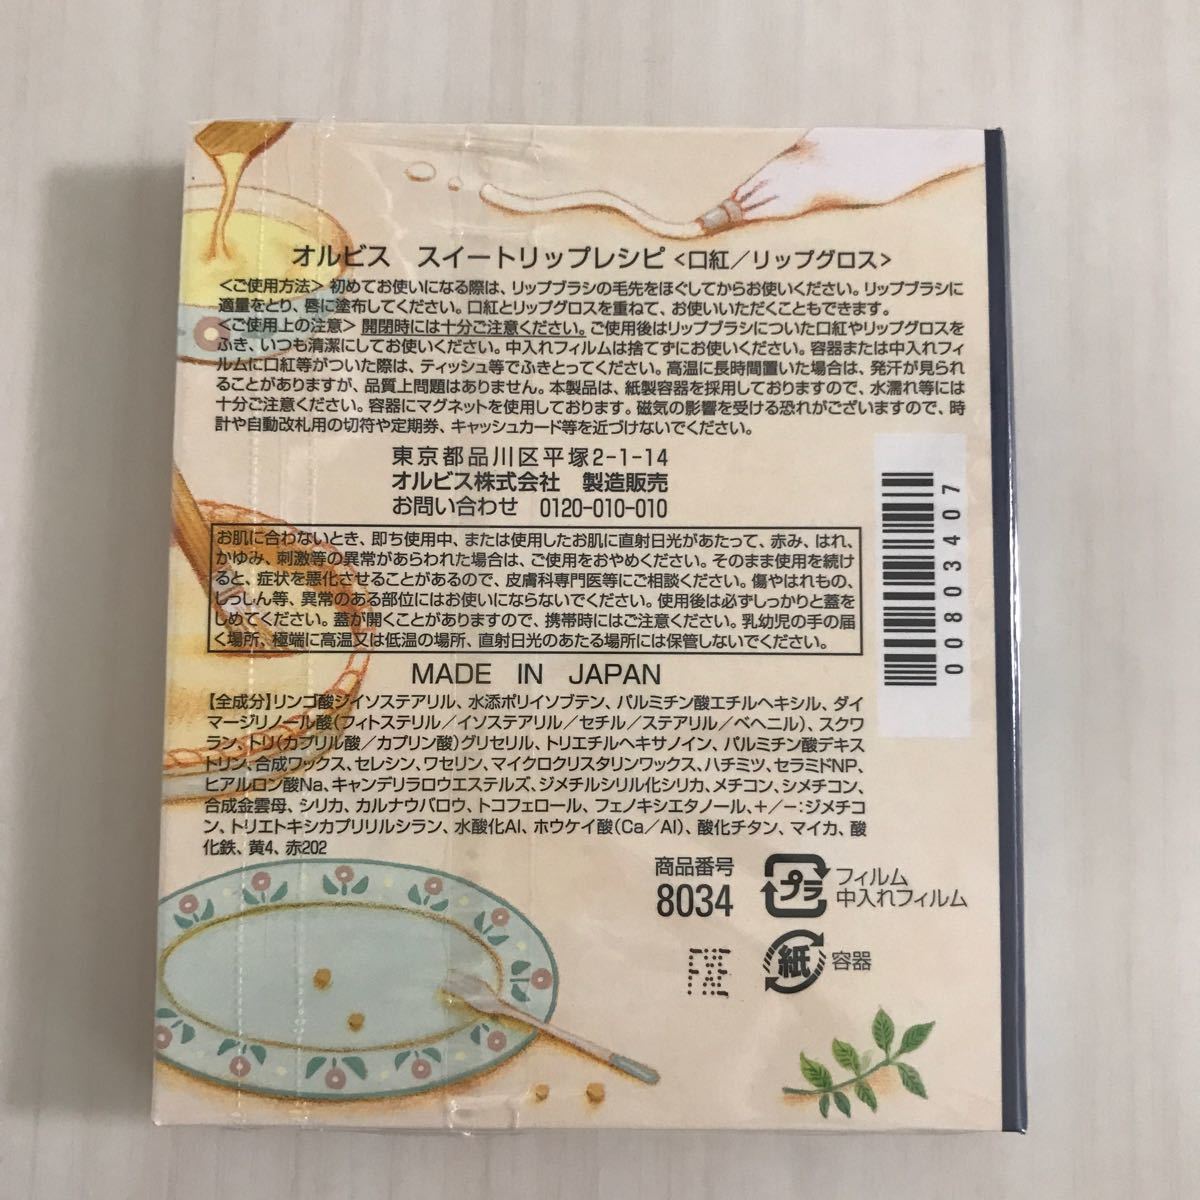 オルビス　スイートリップレシピ <口紅／リップグロス>
<ご使用方法> 初めてお使いになる際は、リップブラシの毛先をほぐしてからお使いください。リップブラシに
適量をとり、唇に塗布してください。口紅とリップグロスを重ねて、お使いいただくこともできます。
<ご使用上の注意> 開閉時には十分ご注意ください。ご使用後はリップブラシについた口紅やリップグロスを
ふき、いつも清潔にしてお使いください。中入れフィルムは捨てずにお使いください。容器または中入れフィ
ルムに口紅等がついた際は、ティッシュ等でふきとってください。高温に長時間置いた場合は、発汗が見られ
ることがありますが、品質上問題はありません。本製品は、紙製容器を採用しておりますので、水濡れ等には
十分ご注意ください。容器にマグネットを使用しております。磁気の影響を受ける恐れがございますので、時
計や自動改札用の切符や定期券、キャッシュカード等を近づけないでください。
東京都品川区平塚2-1-14
オルビス株式会社　製造販売
お問い合わせ　0120-010-010
お肌に合わないとき、即ち使用中、または使用したお肌に直射日光があたって、赤み、はれ、
かゆみ、刺激等の異常があらわれた場合は、ご使用をおやめください。そのまま使用を続け
ると、症状を悪化させることがあるので、皮膚科専門医等にご相談ください。傷やはれもの、
しっしん等、異常のある部位にはお使いにならないでください。使用後は必ずしっかりと蓋を
しめてください。蓋が開くことがありますので、携帯時にはご注意ください。乳幼児の手の届
く場所、極端に高温又は低温の場所、直射日光のあたる場所には保管しないでください。
MADE IN JAPAN
【全成分】リンゴ酸ジイソステアリル、水添ポリイソブテン、パルミチン酸エチルヘキシル、ダイ
マージリノール酸(フィトステリル／イソステアリル／セチル／ステアリル／ベヘニル)、スクワ
ラン、トリ(カプリル酸／カプリン酸)グリセリル、トリエチルヘキサノイン、パルミチン酸デキス
トリン、合成ワックス、セレシン、ワセリン、マイクロクリスタリンワックス、ハチミツ、セラミドNP、
ヒアルロン酸Na、キャンデリラロウエステルズ、ジメチルシリル化シリカ、メチコン、シメチコン、
合成金雲母、シリカ、カルナウバロウ、トコフェロール、フェノキシエタノール、+／−:ジメチコ
ン、トリエトキシカプリリルシラン、水酸化Al、ホウケイ酸(Ca／Al)、酸化チタン、マイカ、酸
化鉄、黄4、赤202
00803407
商品番号
8034
プラ
フィルム
中入れフィルム
紙
容器